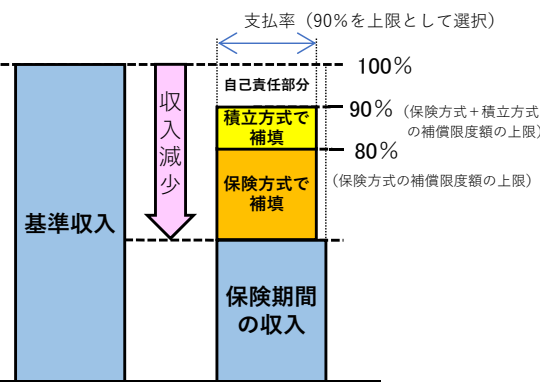 支払率（90％を上限として選択）
100％
自己責任部分
収入減少
90％（保険方式＋積立方式
の補償限度額の上限）
積立方式で
補填
80％
（保険方式の補償限度額の上限）
保険方式で
補填
基準収入
保険期間
の収入